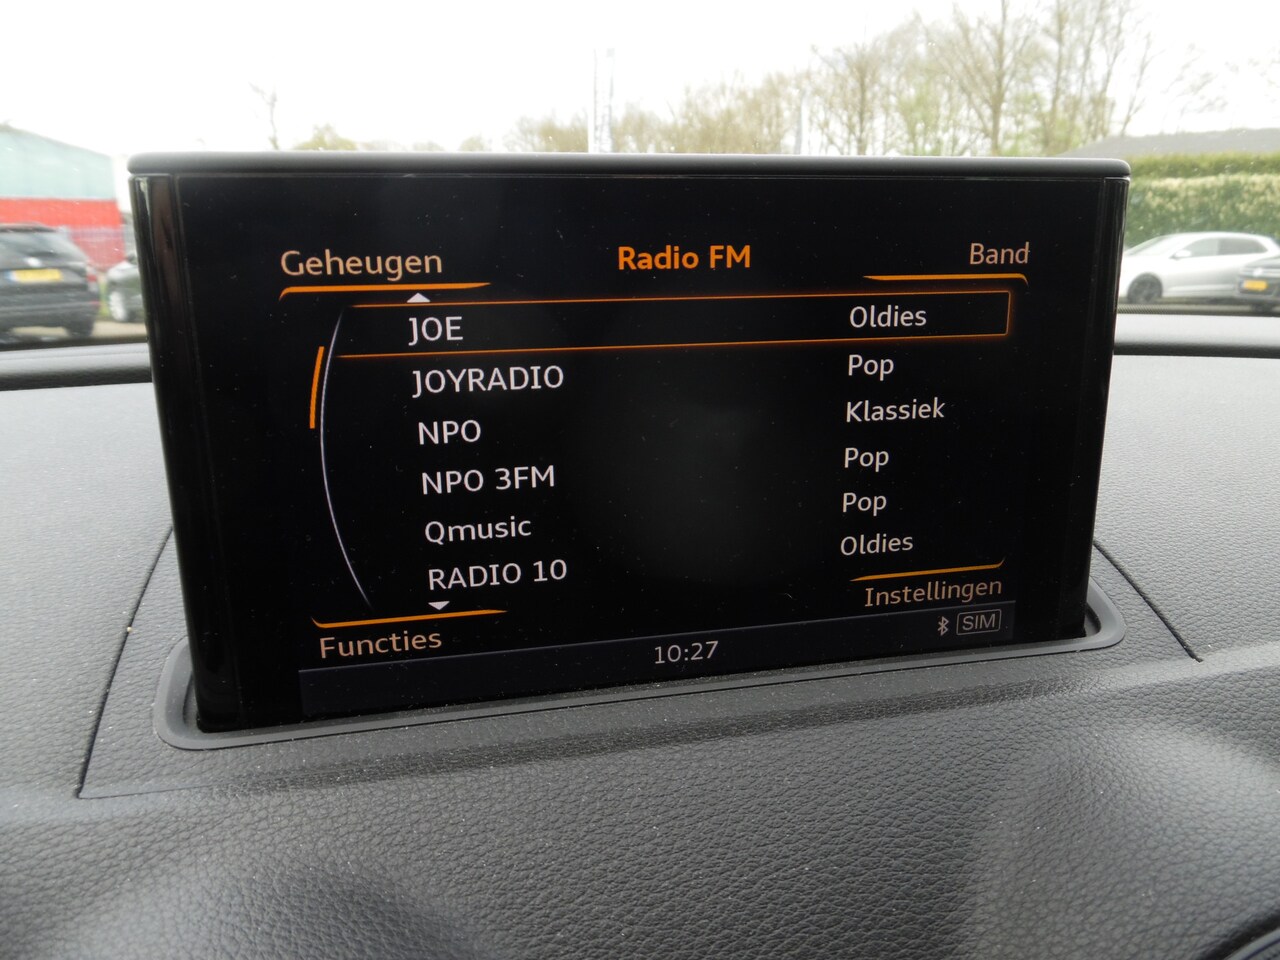 Geheugen Radio FM Band
JOE Oldies
JOYRADIO Pop
NPO Klassiek
NPO 3FM Pop
Qmusic Pop
RADIO 10 Oldies
Functies Instellingen
10:27 SIM